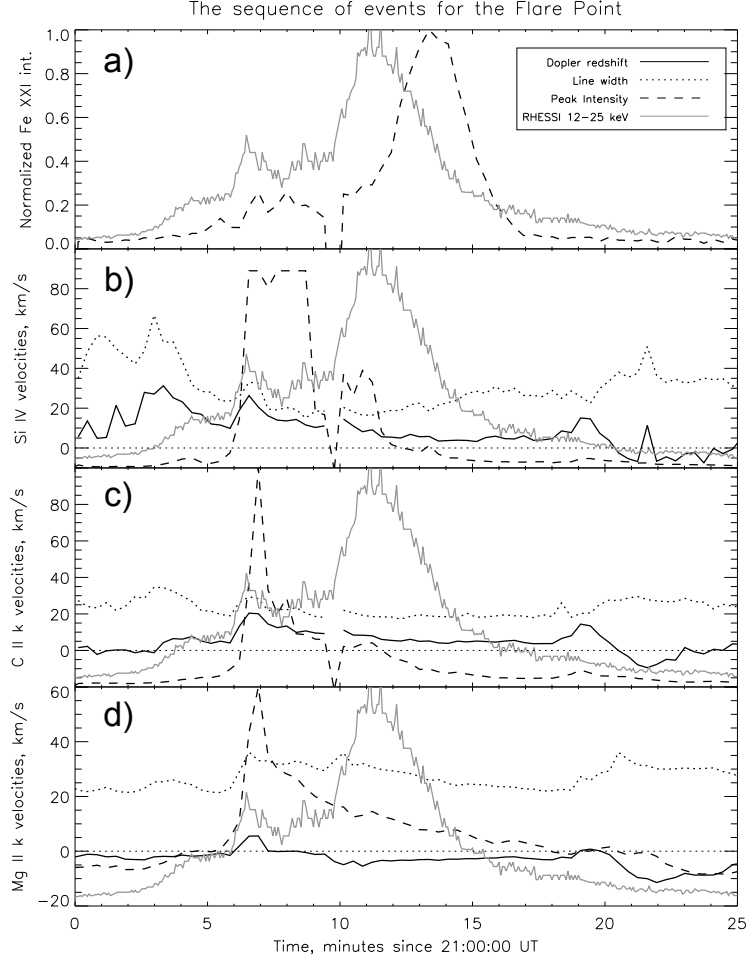 The sequence of events for the Flare Point
a)
Normalized Fe XXI int.
1.0
0.8
0.6
0.4
0.2
0.0
Dopler redshift
Line width
Peak Intensity
RHESSI 12-25 keV
b)
Si IV velocities, km/s
80
60
40
20
0
c)
C II k velocities, km/s
80
60
40
20
0
d)
Mg II k velocities, km/s
60
40
20
0
-20
0 5 10 15 20 25
Time, minutes since 21:00:00 UT